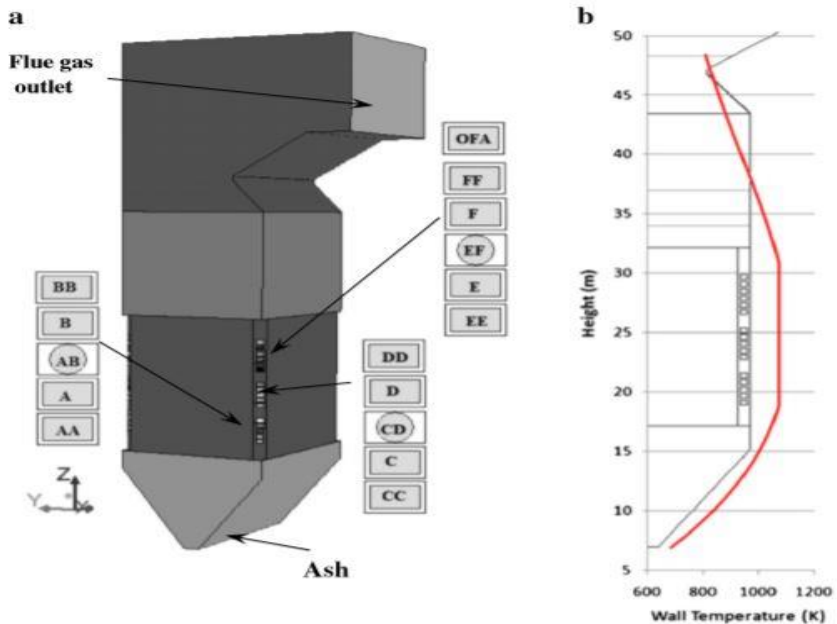 a
Flue gas
outlet
OFA
FF
F
EF
E
EE
BB
B
AB
A
AA
DD
D
CD
C
CC
Z
Y
X
Ash
b
50
45
40
35
30
25
20
15
10
5
Height (m)
600 800 1000 1200
Wall Temperature (K)